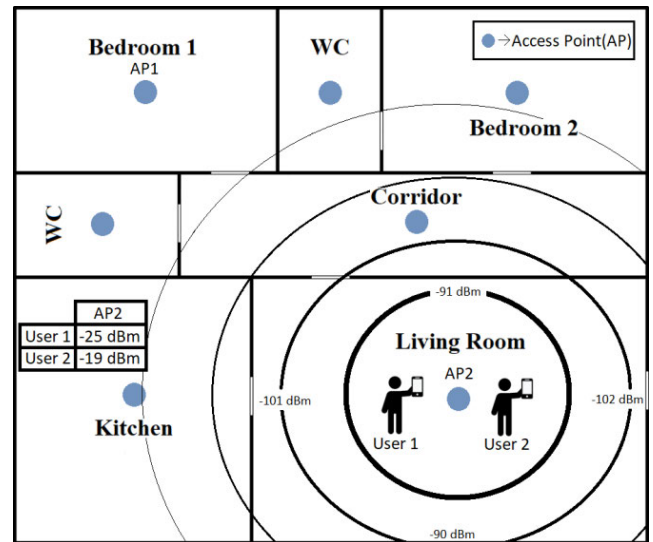 Bedroom 1
AP1
WC
→Access Point(AP)
Bedroom 2
WC
Corridor
AP2
User 1 -25 dBm
User 2 -19 dBm
-91 dBm
Living Room
AP2
-101 dBm
-102 dBm
Kitchen
User 1
User 2
-90 dBm